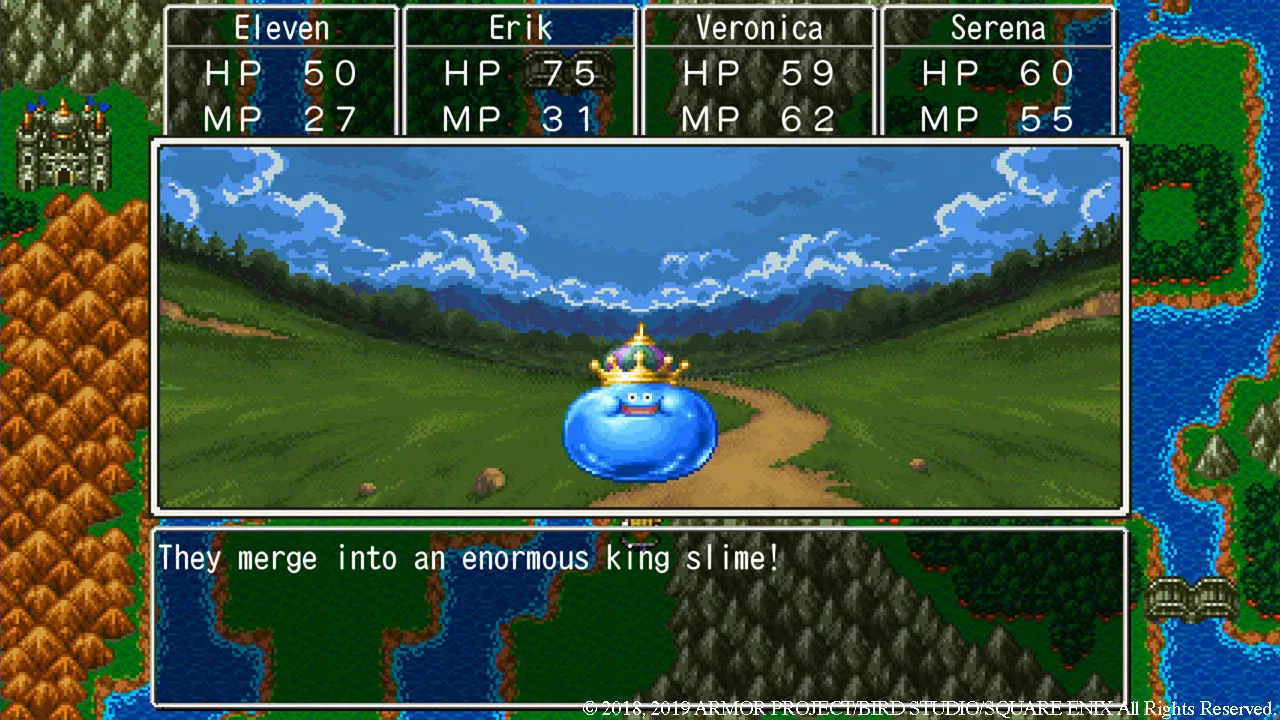 Eleven Erik Veronica Serena
HP 50 HP 75 HP 59 HP 60
MP 27 MP 31 MP 62 MP 55
They merge into an enormous king slime!
© 2018, 2019 ARMOR PROJECT/BIRD STUDIO/SQUARE ENIX All Rights Reserved.